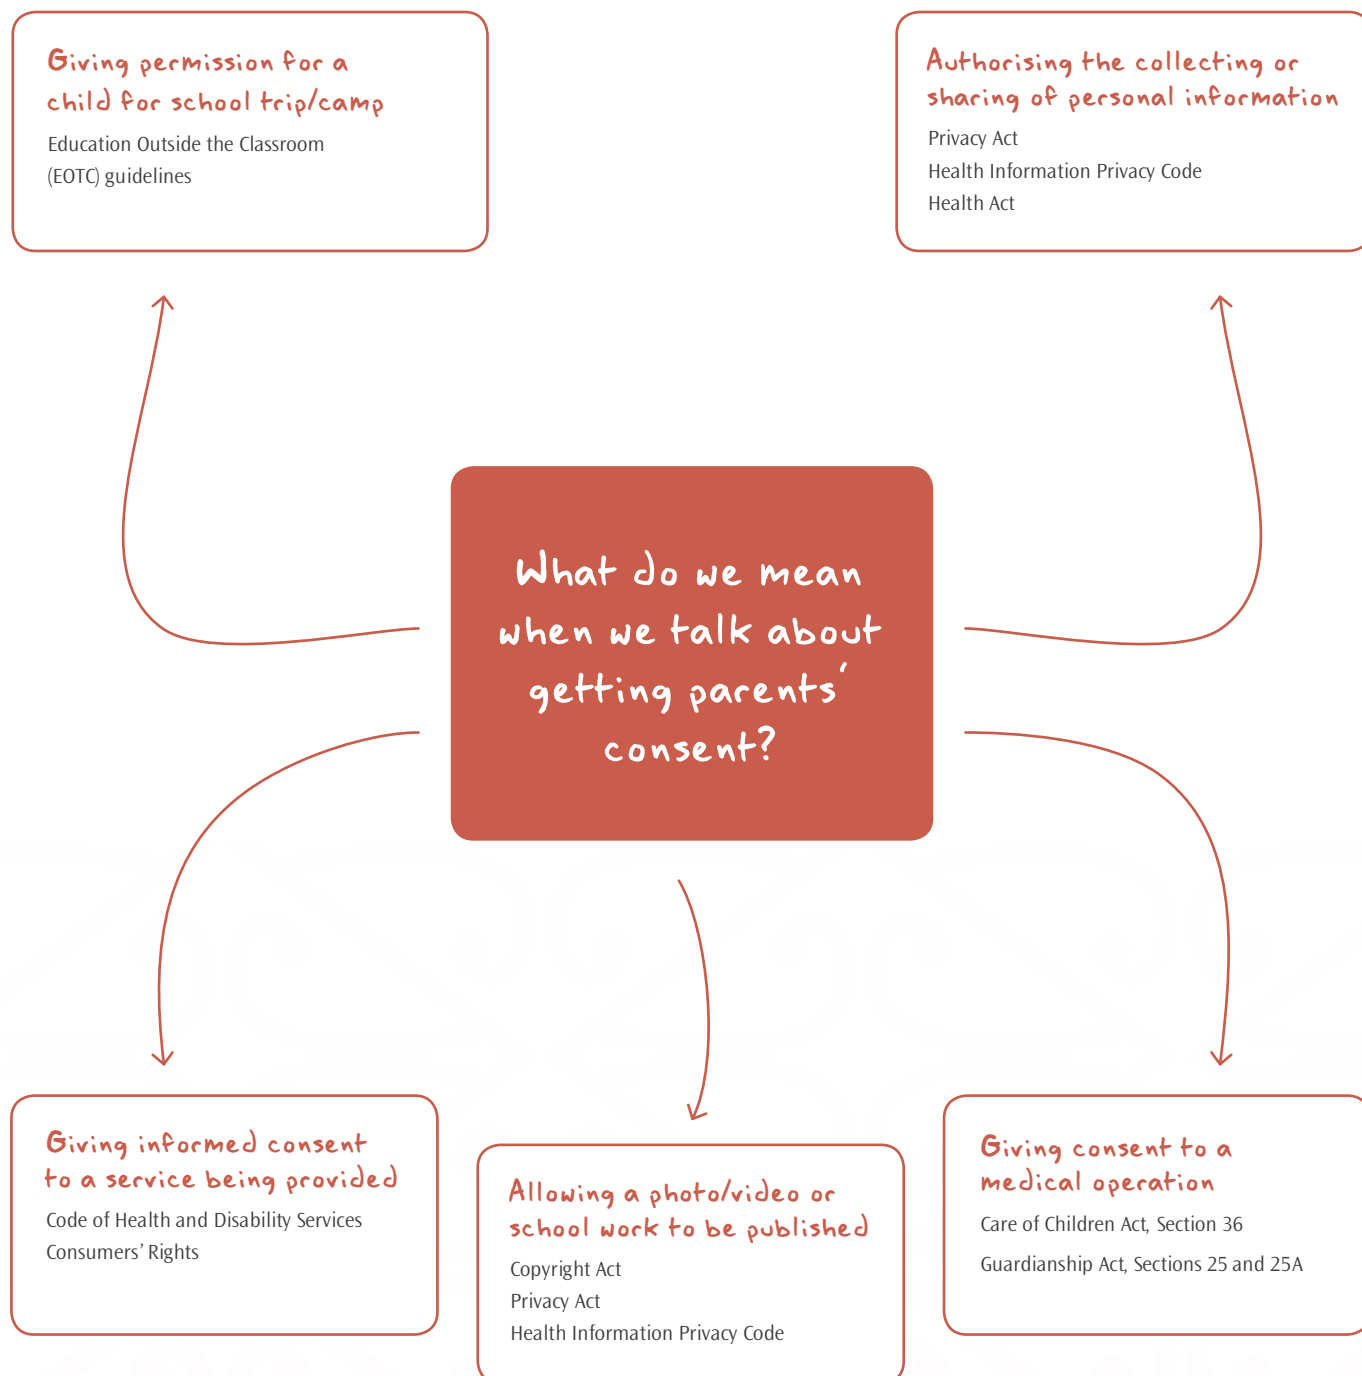 Giving permission for a
child for school trip/camp
Education Outside the Classroom
(EOTC) guidelines
Authorising the collecting or
sharing of personal information
Privacy Act
Health Information Privacy Code
Health Act
What do we mean
when we talk about
getting parents'
consent?
Giving informed consent
to a service being provided
Code of Health and Disability Services
Consumers' Rights
Allowing a photo/video or
school work to be published
Copyright Act
Privacy Act
Health Information Privacy Code
Giving consent to a
medical operation
Care of Children Act, Section 36
Guardianship Act, Sections 25 and 25A